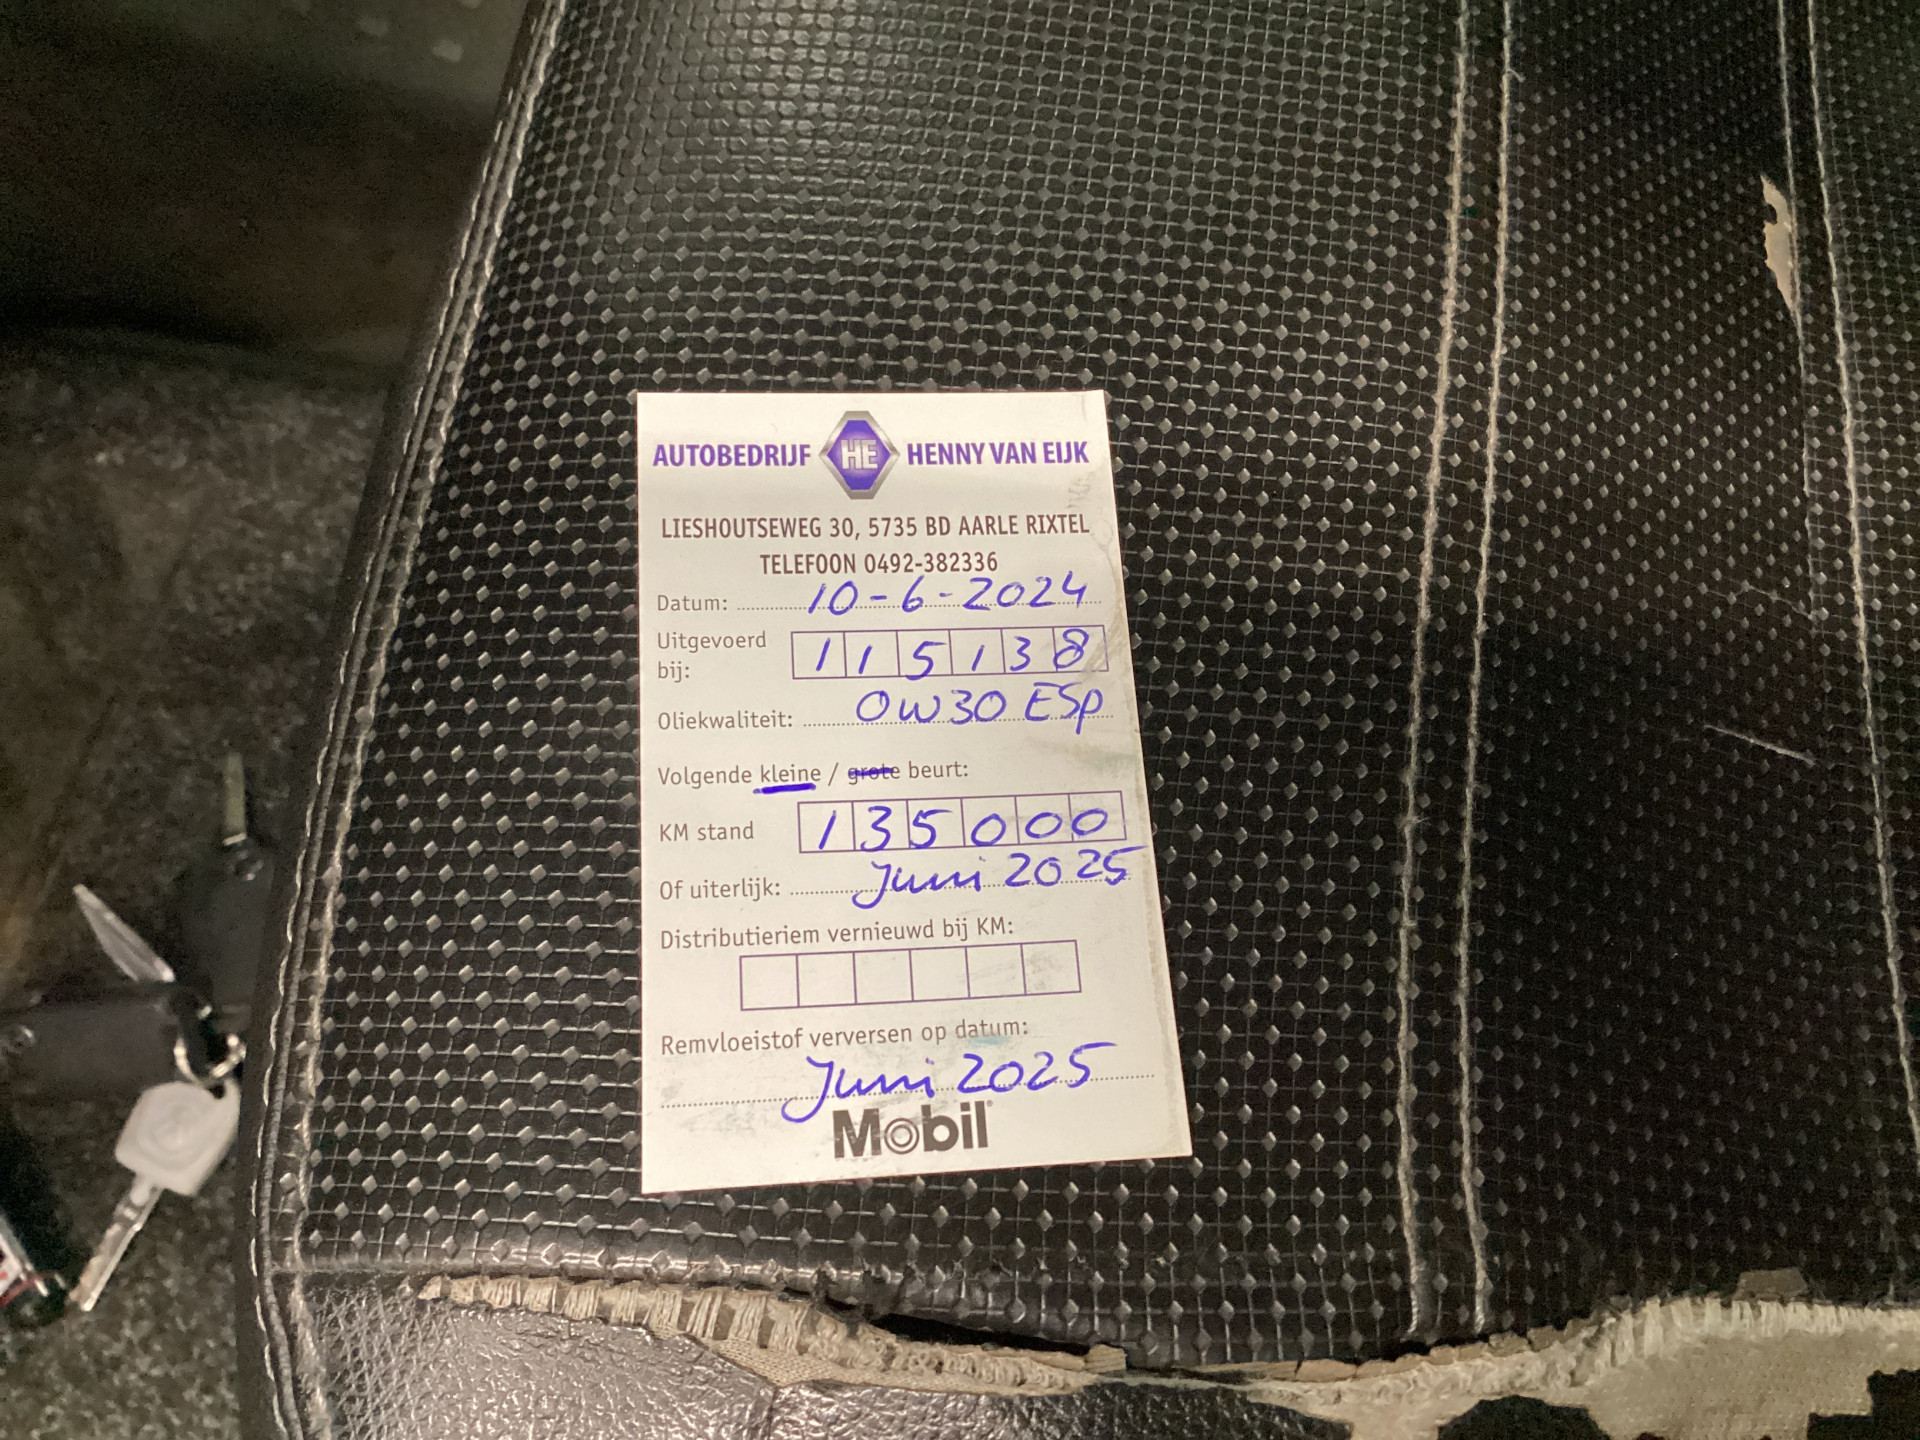 AUTOBEDRIJF HE HENNY VAN EIJK
LIESHOUTSEWEG 30, 5735 BD AARLE RIXTEL
TELEFOON 0492-382336
Datum: 10-6-2024
Uitgevoerd bij: 115138
Oliekwaliteit: 0W30 ESP
Volgende kleine / grote beurt:
KM stand 135000
Of uiterlijk: Juni 2025
Distributieriem vernieuwd bij KM:
Remvloeistof verversen op datum:
Juni 2025
Mobil